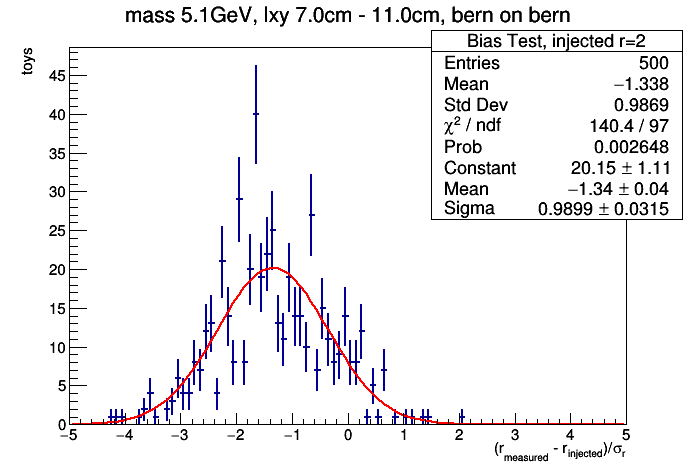 mass 5.1GeV, lxy 7.0cm - 11.0cm, bern on bern
Bias Test, injected r=2
Entries 500
Mean −1.338
Std Dev 0.9869
χ² / ndf 140.4 / 97
Prob 0.002648
Constant 20.15 ± 1.11
Mean −1.34 ± 0.04
Sigma 0.9899 ± 0.0315
toys
45
40
35
30
25
20
15
10
5
0
−5 −4 −3 −2 −1 0 1 2 3 4 5
(r_measured - r_injected)/σ_r